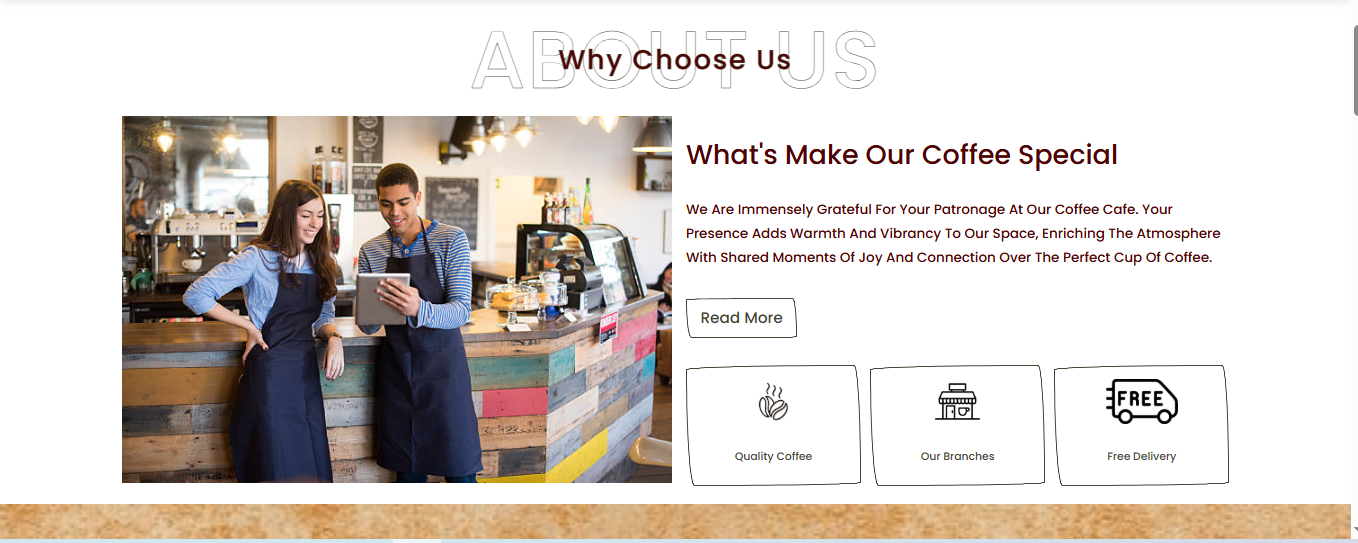 ABOUT US
Why Choose Us
What's Make Our Coffee Special
We Are Immensely Grateful For Your Patronage At Our Coffee Cafe. Your
Presence Adds Warmth And Vibrancy To Our Space, Enriching The Atmosphere
With Shared Moments Of Joy And Connection Over The Perfect Cup Of Coffee.
Read More
FREE
Quality Coffee
Our Branches
Free Delivery